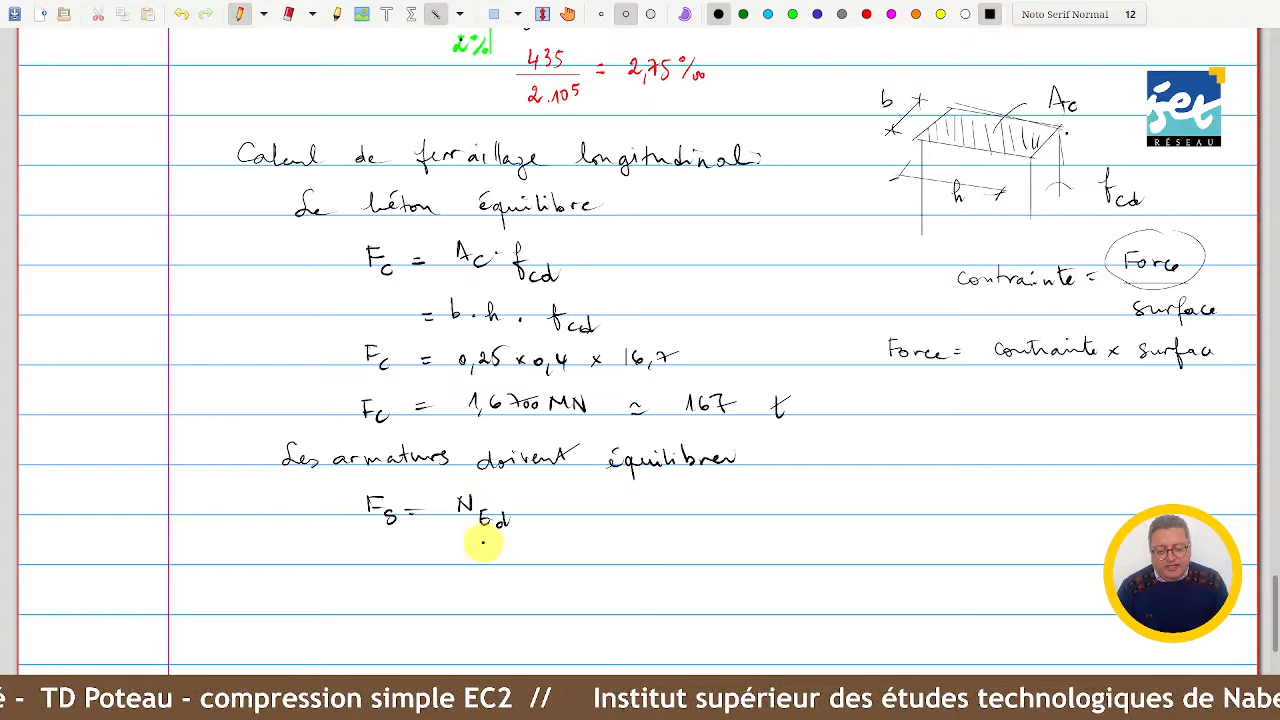 Noto Serif Normal 12
2%
435 / 2.10⁵ = 2,75‰
b
Ac
h
fcd
ISET
RÉSEAU
Calcul de ferraillage longitudinal:
Le béton équilibre
Fc = Ac · fcd
= b · h · fcd
Fc = 0,25 × 0,4 × 16,7
Fc = 1,6700 MN ≃ 167 t
contrainte = Force / surface
Force = contrainte × surfac
Les armaturs doivent équilibrer
Fs = NEd
é - TD Poteau - compression simple EC2 // Institut supérieur des études technologiques de Nabe